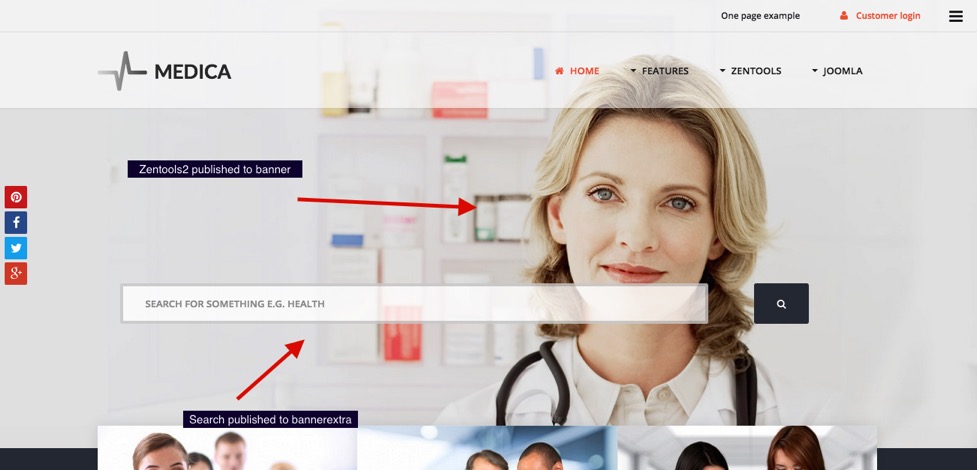 One page example
Customer login
MEDICA
HOME
FEATURES
ZENTOOLS
JOOMLA
Zentools2 published to banner
SEARCH FOR SOMETHING E.G. HEALTH
Search published to bannerextra